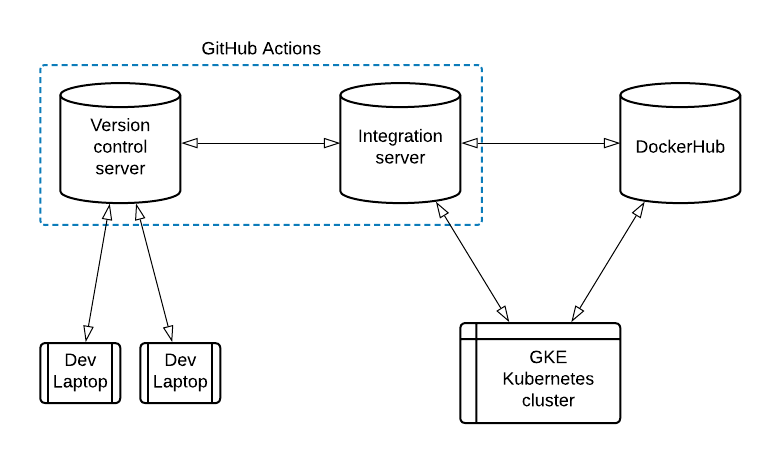 GitHub Actions
Version
control
server
Integration
server
DockerHub
Dev
Laptop
Dev
Laptop
GKE
Kubernetes
cluster